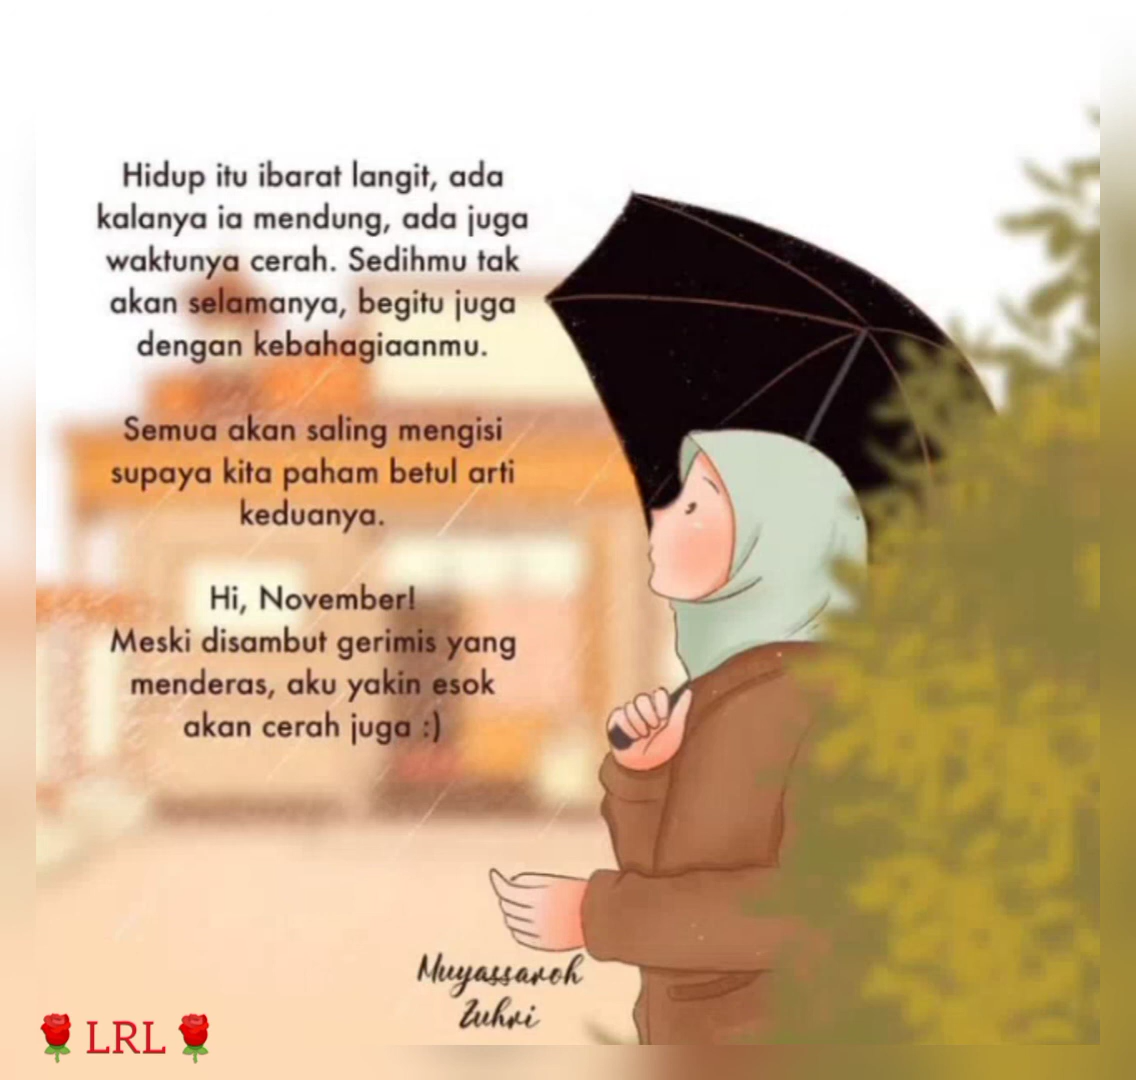 Hidup itu ibarat langit, ada
kalanya ia mendung, ada juga
waktunya cerah. Sedihmu tak
akan selamanya, begitu juga
dengan kebahagiaanmu.
Semua akan saling mengisi
supaya kita paham betul arti
keduanya.
Hi, November!
Meski disambut gerimis yang
menderas, aku yakin esok
akan cerah juga :)
Muyassaroh
Zuhri
🌹LRL🌹